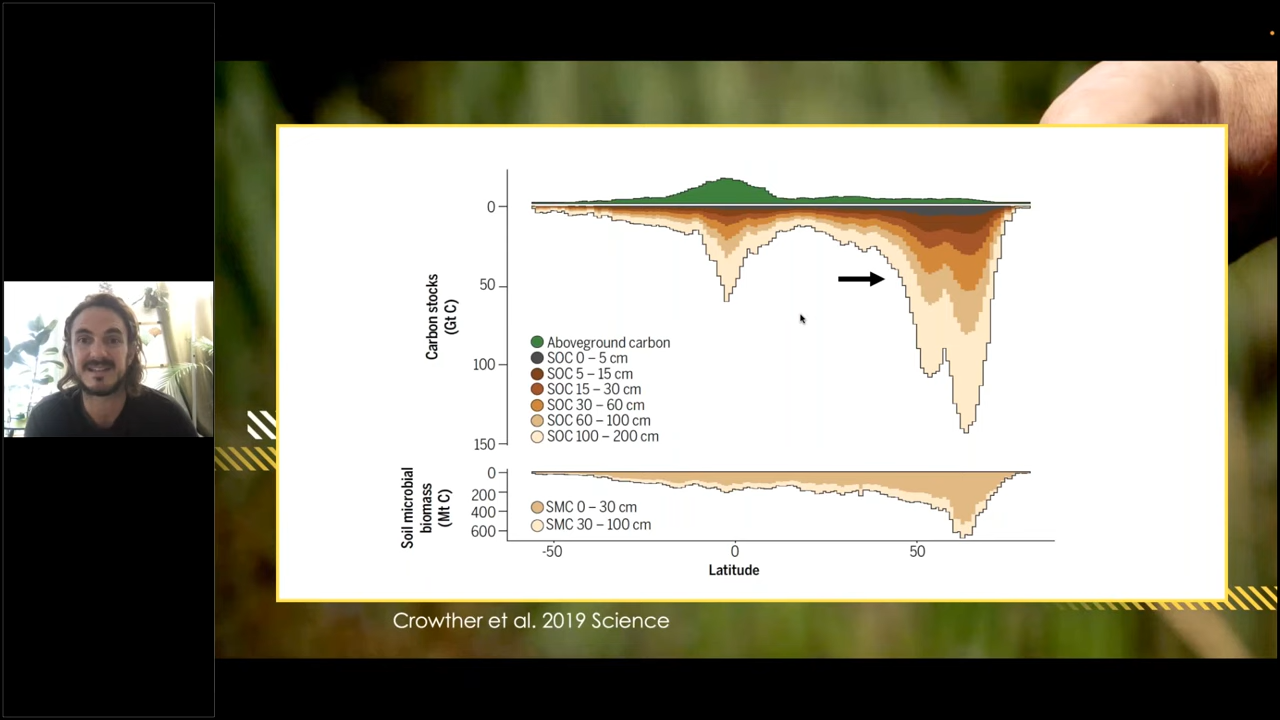 0
50
100
150
Carbon stocks
(Gt C)
Aboveground carbon
SOC 0 – 5 cm
SOC 5 – 15 cm
SOC 15 – 30 cm
SOC 30 – 60 cm
SOC 60 – 100 cm
SOC 100 – 200 cm
0
200
400
600
Soil microbial
biomass
(Mt C)
SMC 0 – 30 cm
SMC 30 – 100 cm
-50 0 50
Latitude
Crowther et al. 2019 Science